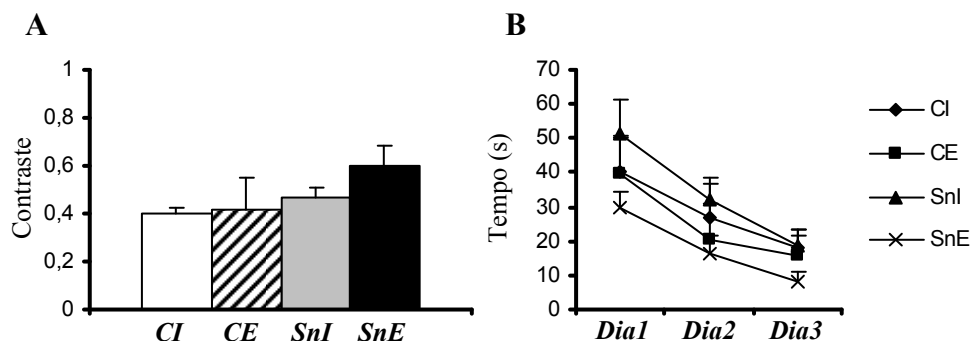 A
Contraste
1
0,8
0,6
0,4
0,2
0
CI CE SnI SnE
B
Tempo (s)
70
60
50
40
30
20
10
0
Dia1 Dia2 Dia3
CI
CE
SnI
SnE